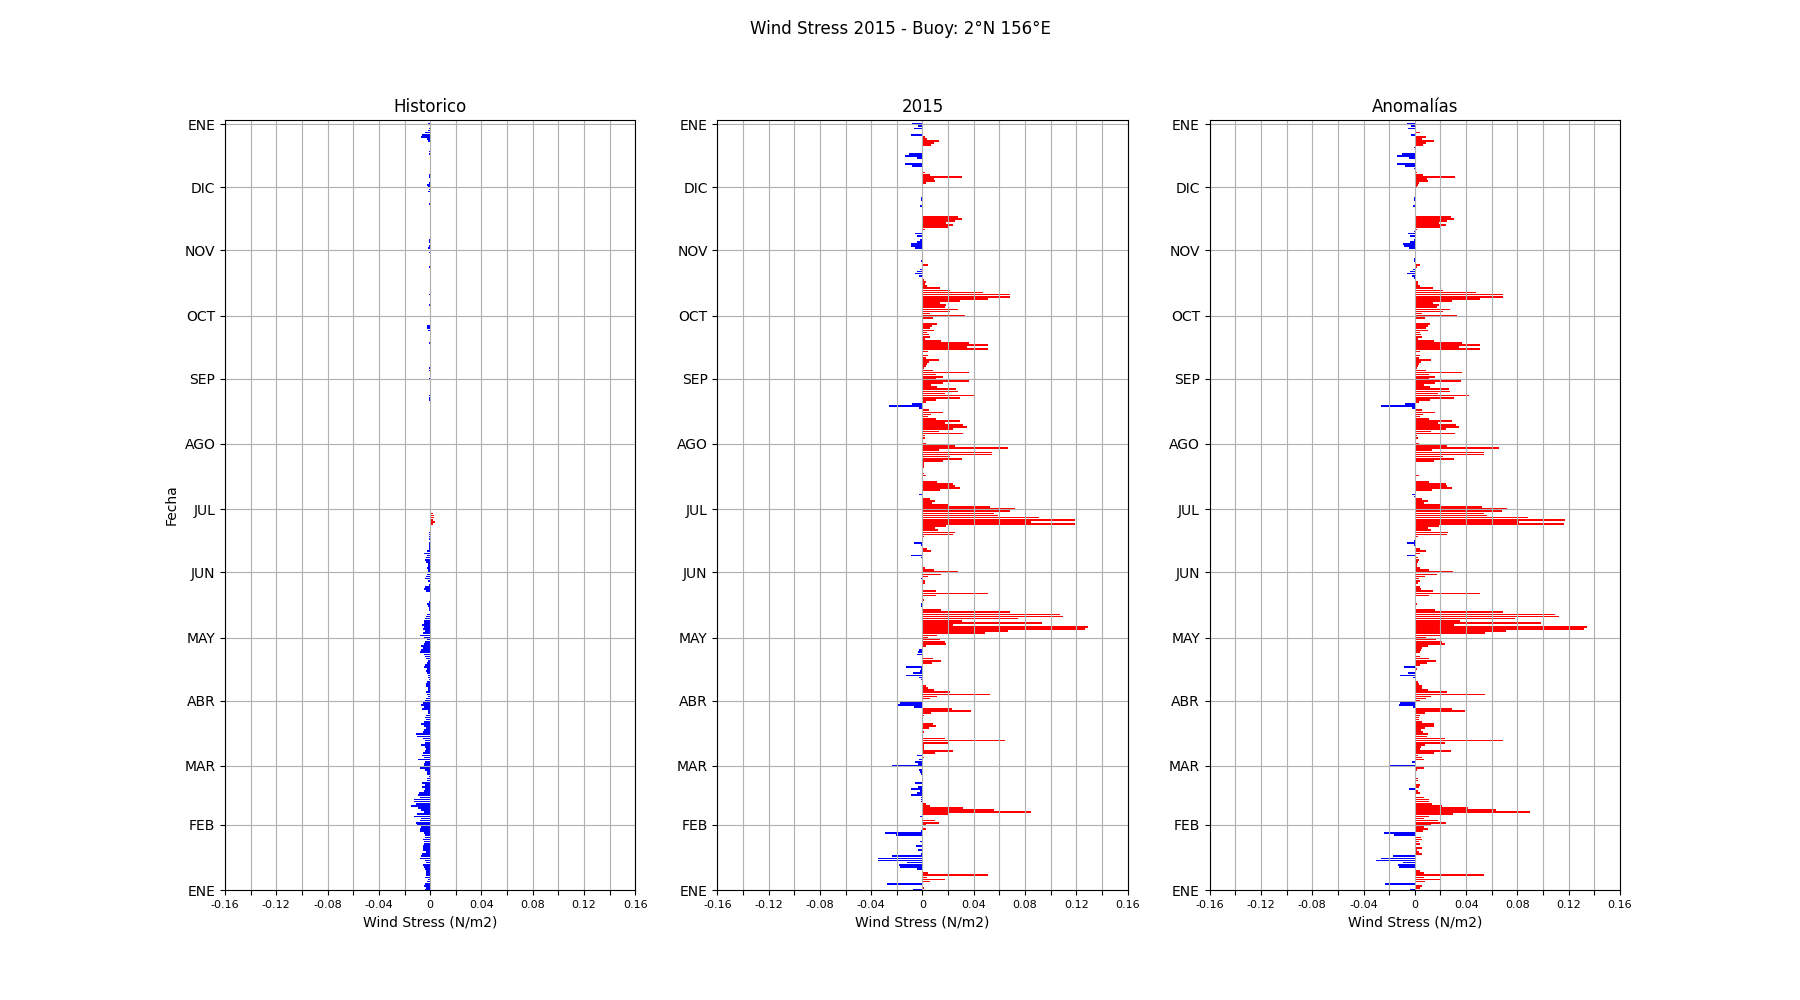 Wind Stress 2015 - Buoy: 2°N 156°E
Historico
2015
Anomalías
Fecha
ENE
DIC
NOV
OCT
SEP
AGO
JUL
JUN
MAY
ABR
MAR
FEB
ENE
-0.16 -0.12 -0.08 -0.04 0 0.04 0.08 0.12 0.16
Wind Stress (N/m2)
ENE
DIC
NOV
OCT
SEP
AGO
JUL
JUN
MAY
ABR
MAR
FEB
ENE
-0.16 -0.12 -0.08 -0.04 0 0.04 0.08 0.12 0.16
Wind Stress (N/m2)
ENE
DIC
NOV
OCT
SEP
AGO
JUL
JUN
MAY
ABR
MAR
FEB
ENE
-0.16 -0.12 -0.08 -0.04 0 0.04 0.08 0.12 0.16
Wind Stress (N/m2)